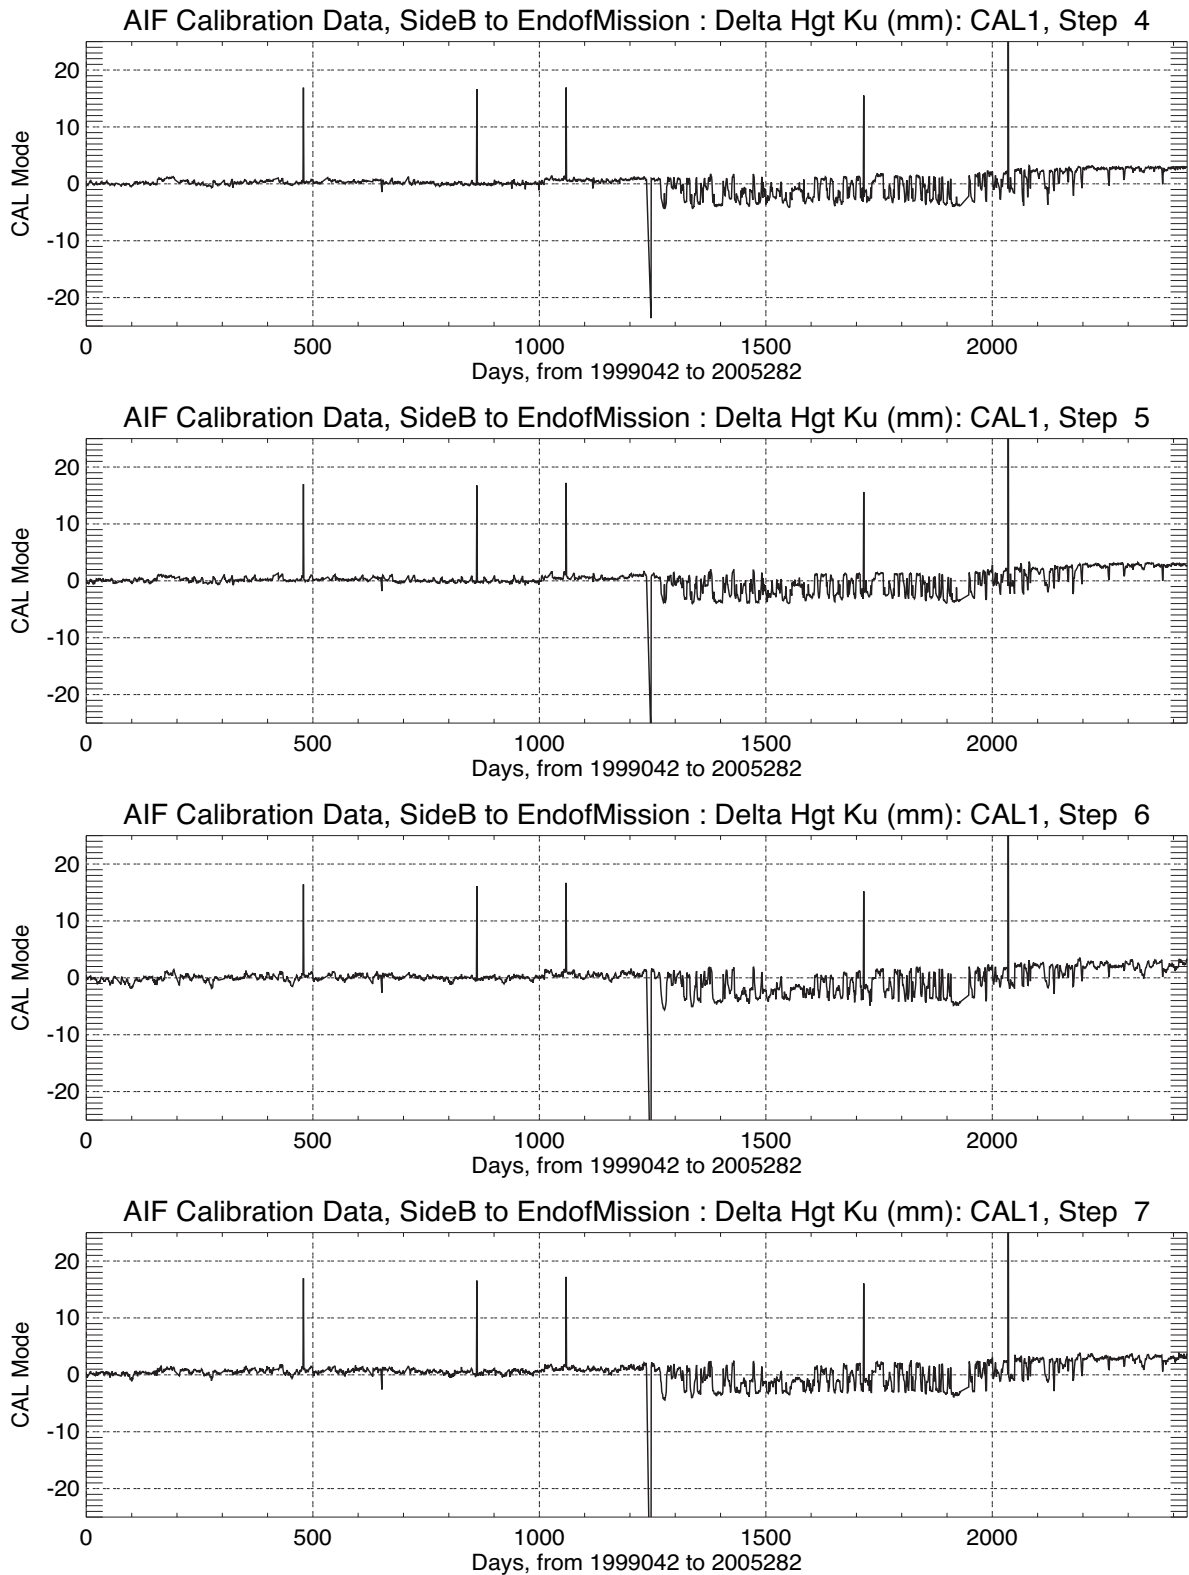 AIF Calibration Data, SideB to EndofMission : Delta Hgt Ku (mm): CAL1, Step 4
20
10
0
-10
-20
CAL Mode
0 500 1000 1500 2000
Days, from 1999042 to 2005282
AIF Calibration Data, SideB to EndofMission : Delta Hgt Ku (mm): CAL1, Step 5
20
10
0
-10
-20
CAL Mode
0 500 1000 1500 2000
Days, from 1999042 to 2005282
AIF Calibration Data, SideB to EndofMission : Delta Hgt Ku (mm): CAL1, Step 6
20
10
0
-10
-20
CAL Mode
0 500 1000 1500 2000
Days, from 1999042 to 2005282
AIF Calibration Data, SideB to EndofMission : Delta Hgt Ku (mm): CAL1, Step 7
20
10
0
-10
-20
CAL Mode
0 500 1000 1500 2000
Days, from 1999042 to 2005282